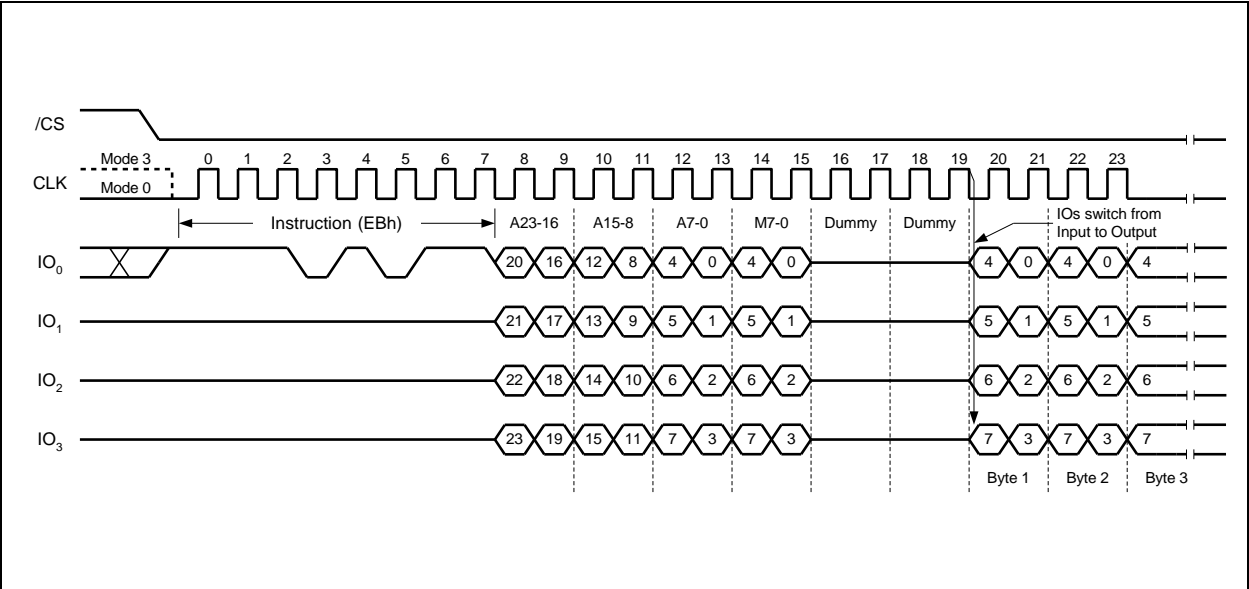 /CS
Mode 3 0 1 2 3 4 5 6 7 8 9 10 11 12 13 14 15 16 17 18 19 20 21 22 23
CLK
Mode 0
Instruction (EBh) A23-16 A15-8 A7-0 M7-0 Dummy Dummy IOs switch from
Input to Output
IO0 20 16 12 8 4 0 4 0 4 0 4 0 4
IO1 21 17 13 9 5 1 5 1 5 1 5 1 5
IO2 22 18 14 10 6 2 6 2 6 2 6 2 6
IO3 23 19 15 11 7 3 7 3 7 3 7 3 7
Byte 1 Byte 2 Byte 3